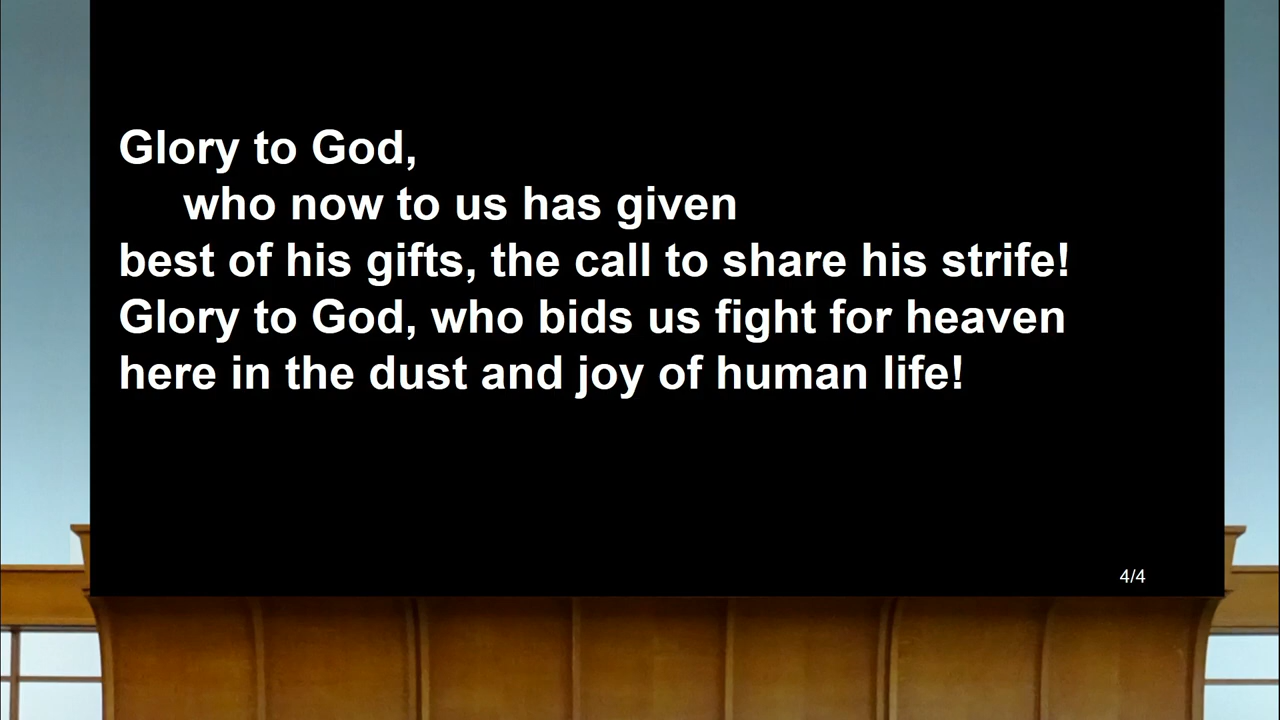 Glory to God,
who now to us has given
best of his gifts, the call to share his strife!
Glory to God, who bids us fight for heaven
here in the dust and joy of human life!
4/4